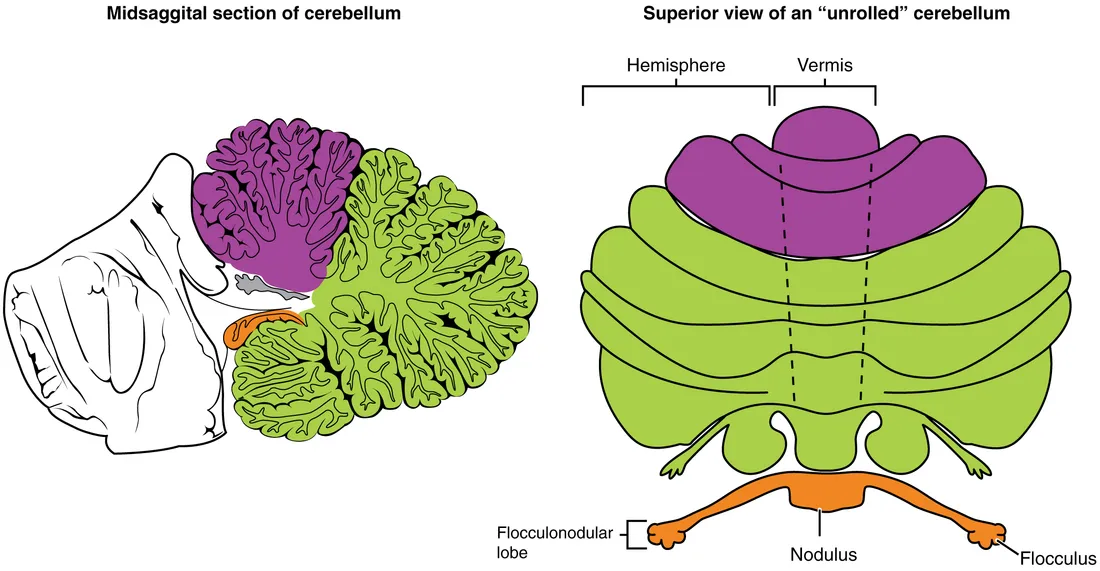 Midsaggital section of cerebellum
Superior view of an “unrolled” cerebellum
Hemisphere
Vermis
Flocculonodular
lobe
Nodulus
Flocculus